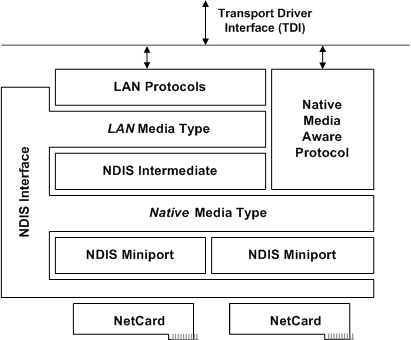 Transport Driver
Interface (TDI)
LAN Protocols
Native
Media
Aware
Protocol
LAN Media Type
NDIS Interface
NDIS Intermediate
Native Media Type
NDIS Miniport
NDIS Miniport
NetCard
NetCard